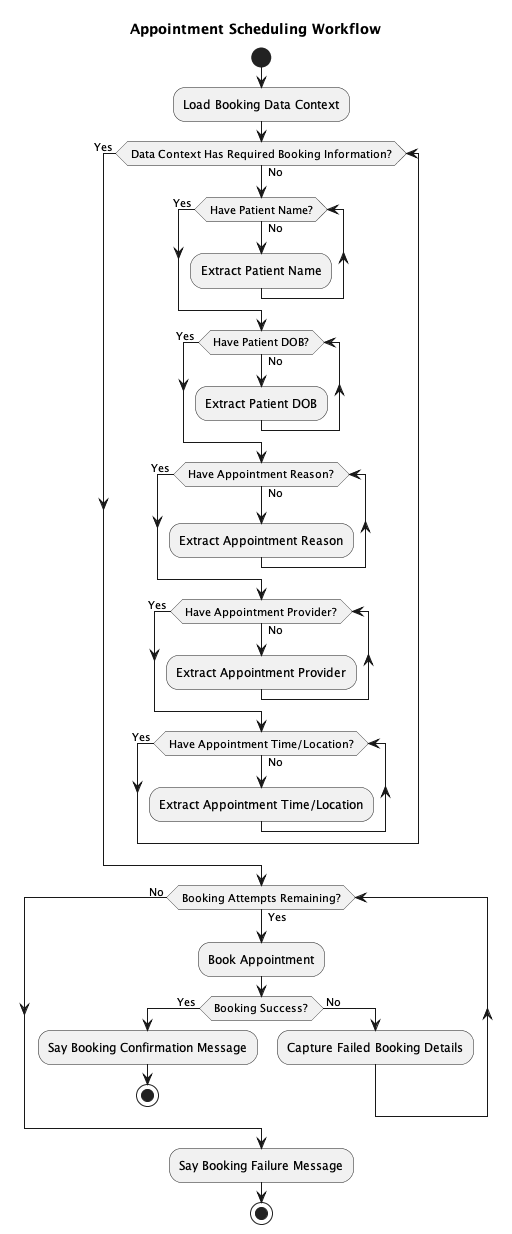 Appointment Scheduling Workflow
Load Booking Data Context
Yes
Data Context Has Required Booking Information?
No
Yes
Have Patient Name?
No
Extract Patient Name
Yes
Have Patient DOB?
No
Extract Patient DOB
Yes
Have Appointment Reason?
No
Extract Appointment Reason
Yes
Have Appointment Provider?
No
Extract Appointment Provider
Yes
Have Appointment Time/Location?
No
Extract Appointment Time/Location
No
Booking Attempts Remaining?
Yes
Book Appointment
Yes
Booking Success?
No
Say Booking Confirmation Message
Capture Failed Booking Details
Say Booking Failure Message